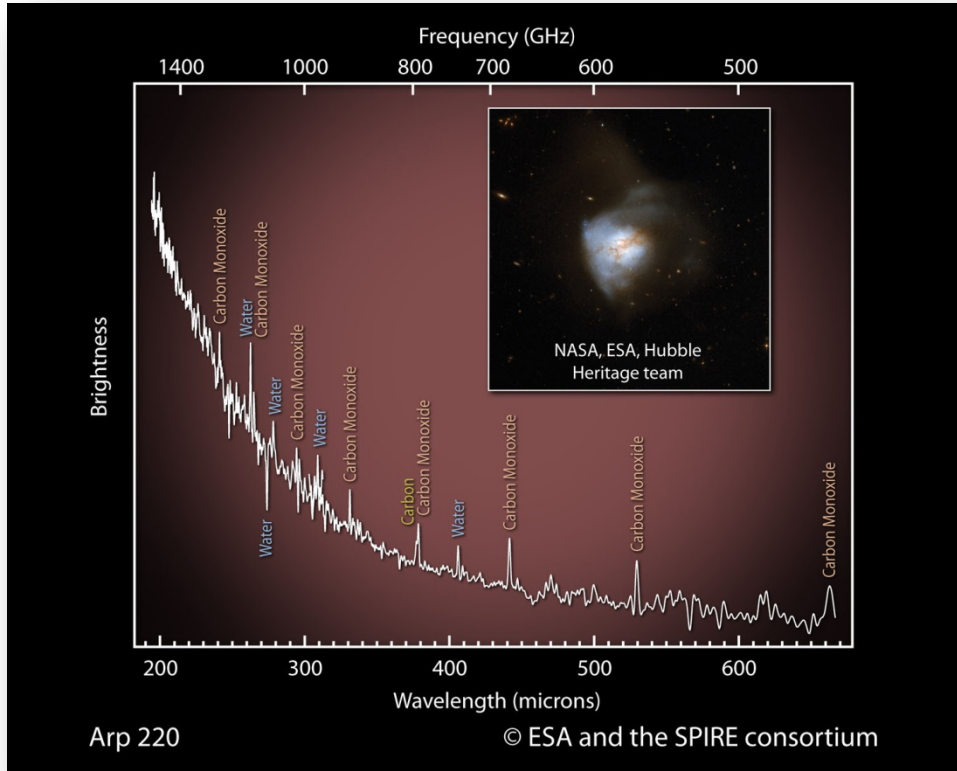 Frequency (GHz)
1400 1000 800 700 600 500
Brightness
Carbon Monoxide
Water
Carbon Monoxide
Water
Water
Carbon Monoxide
Water
Carbon Monoxide
Carbon
Carbon Monoxide
Water
Carbon Monoxide
Carbon Monoxide
Carbon Monoxide
NASA, ESA, Hubble
Heritage team
200 300 400 500 600
Wavelength (microns)
Arp 220
© ESA and the SPIRE consortium